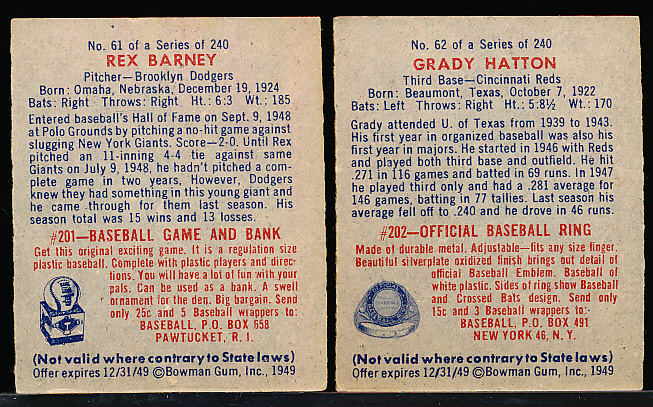 No. 61 of a Series of 240
REX BARNEY
Pitcher—Brooklyn Dodgers
Born: Omaha, Nebraska, December 19, 1924
Bats: Right Throws: Right Ht.: 6:3 Wt.: 185
Entered baseball's Hall of Fame on Sept. 9, 1948
at Polo Grounds by pitching a no-hit game against
slugging New York Giants. Score—2-0. Until Rex
pitched an 11-inning 4-4 tie against same
Giants on July 9, 1948, he hadn't pitched a com-
plete game in two years, However, Dodgers
knew they had something in this young giant and
he came through for them last season. His
season total was 15 wins and 13 losses.
#201—BASEBALL GAME AND BANK
Get this original exciting game. It is a regulation size
plastic baseball. Complete with plastic players and direc-
tions. You will have a lot of fun with your
pals. Can be used as a bank. A swell
ornament for the den. Big bargain. Send
only 25c and 5 Baseball wrappers to:
BASEBALL, P.O. BOX 658
PAWTUCKET, R. I.
(Not valid where contrary to State laws)
Offer expires 12/31/49 ©Bowman Gum, Inc., 1949
No. 62 of a Series of 240
GRADY HATTON
Third Base—Cincinnati Reds
Born: Beaumont, Texas, October 7, 1922
Bats: Left Throws: Right Ht.: 5:8½ Wt.: 170
Grady attended U. of Texas from 1939 to 1943.
His first year in organized baseball was also his
first year in majors. He started in 1946 with Reds
and played both third base and outfield. He hit
.271 in 116 games and batted in 69 runs. In 1947
he played third only and had a .281 average for
146 games, batting in 77 tallies. Last season his
average fell off to .240 and he drove in 46 runs.
#202—OFFICIAL BASEBALL RING
Made of durable metal. Adjustable—fits any size finger.
Beautiful silverplate oxidized finish brings out detail of
official Baseball Emblem. Baseball of
white plastic. Sides of ring show Baseball
and Crossed Bats design. Send only
15c and 3 Baseball wrappers to:
BASEBALL, P.O. BOX 491
NEW YORK 46, N. Y.
(Not valid where contrary to State laws)
Offer expires 12/31/49 ©Bowman Gum, Inc., 1949